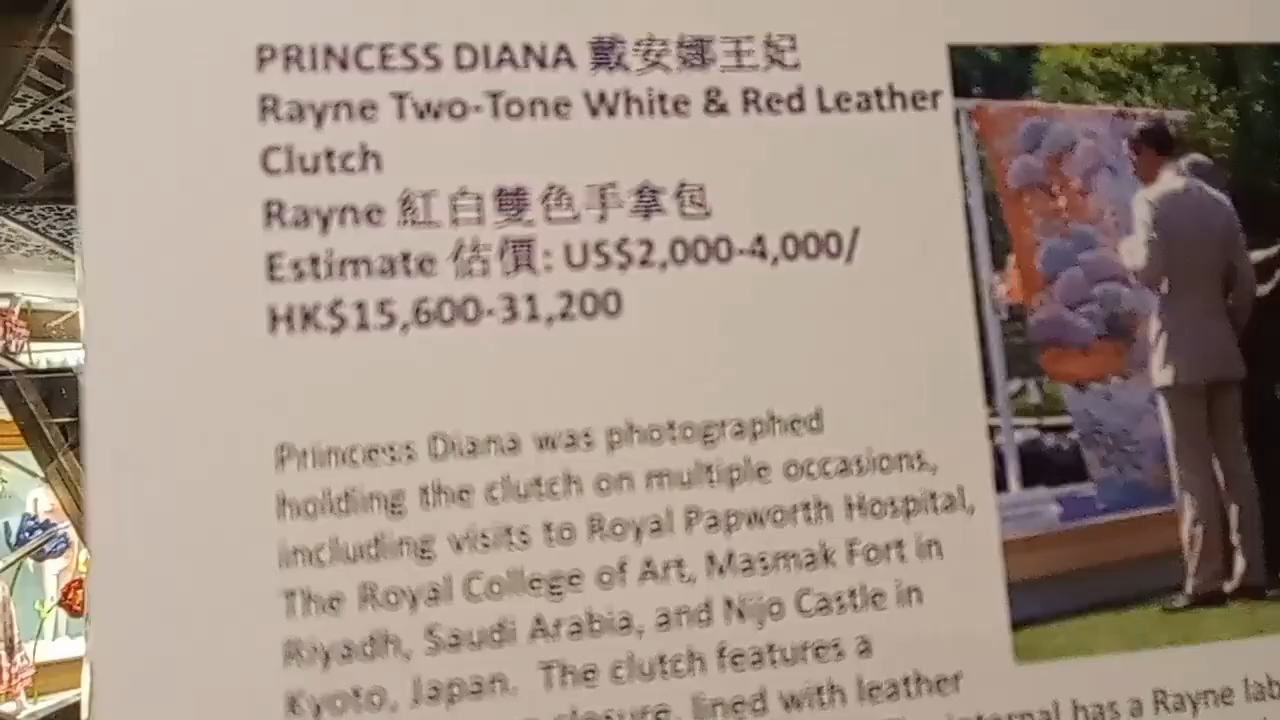 PRINCESS DIANA 戴安娜王妃
Rayne Two-Tone White & Red Leather
Clutch
Rayne 紅白雙色手拿包
Estimate 估價: US$2,000-4,000/
HK$15,600-31,200
Princess Diana was photographed
holding the clutch on multiple occasions,
including visits to Royal Papworth Hospital,
The Royal College of Art, Masmak Fort in
Riyadh, Saudi Arabia, and Nijo Castle in
Kyoto, Japan. The clutch features a
closure, lined with leather
internal has a Rayne